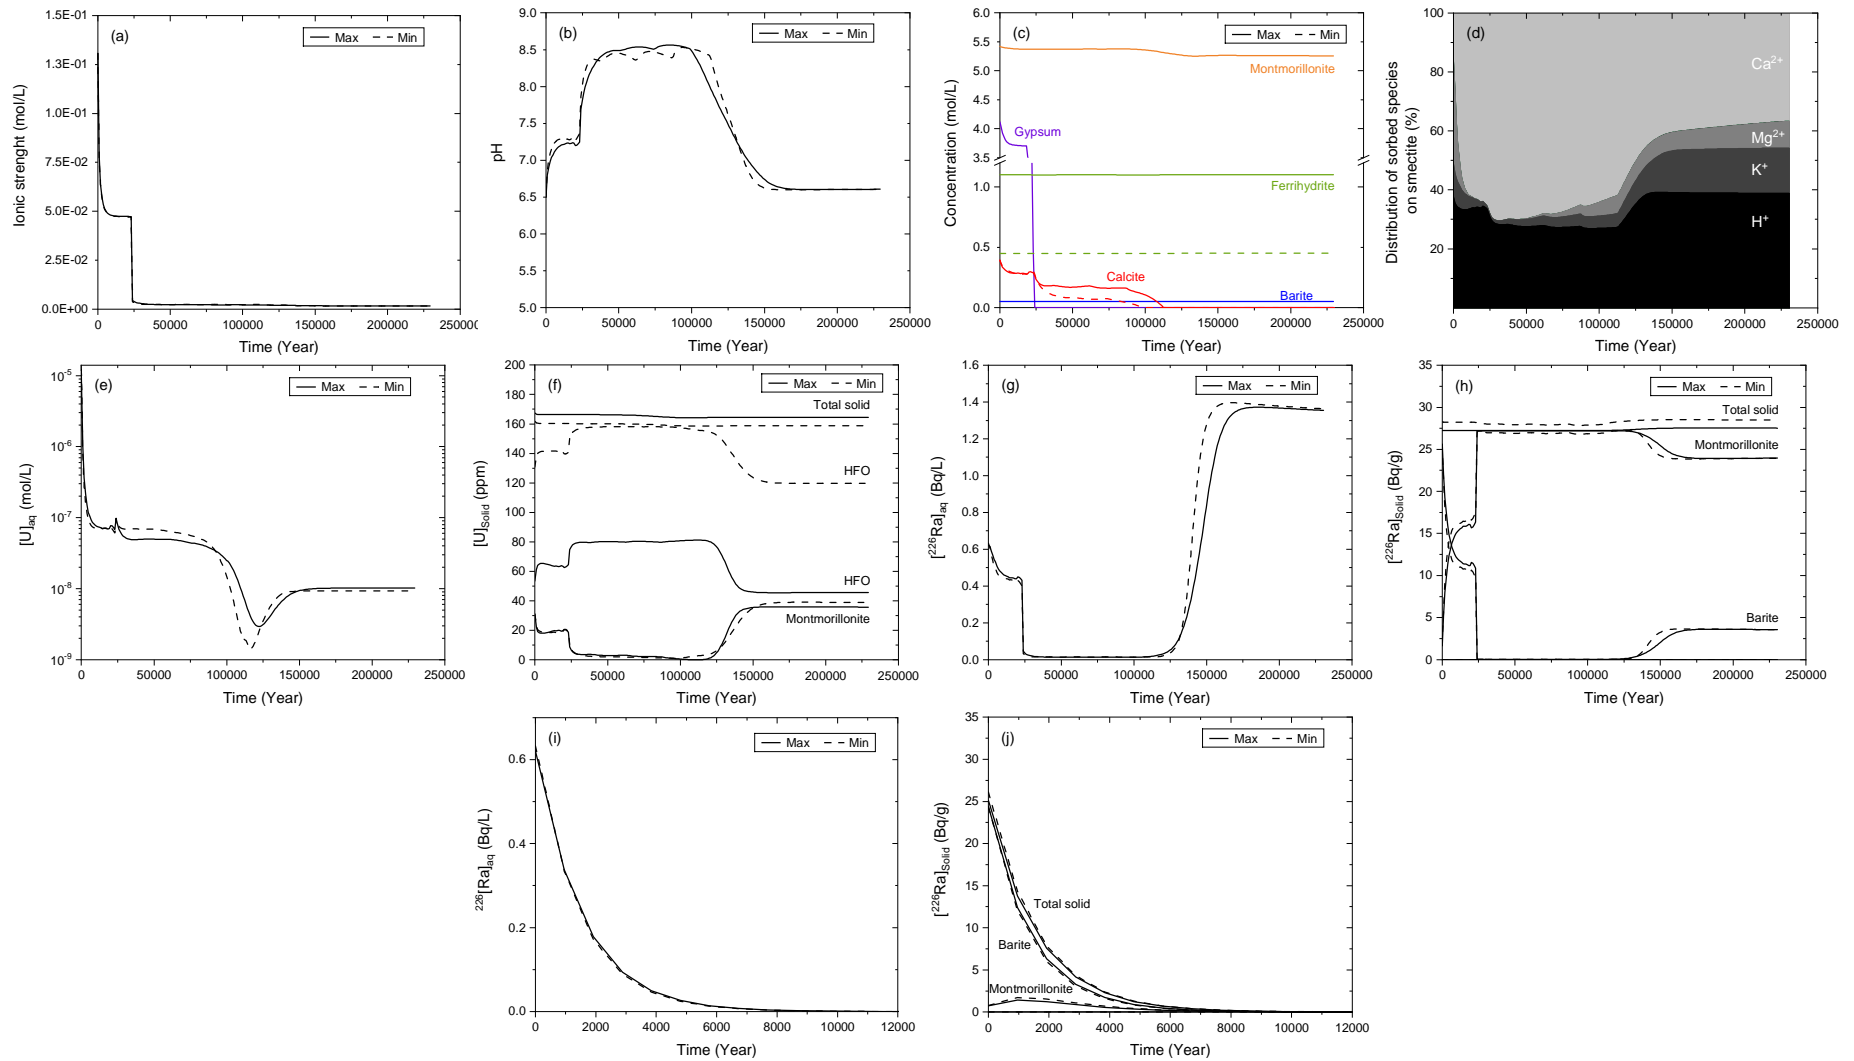 (a)
Max
Min
1.5E-01
1.3E-01
1.0E-01
7.5E-02
5.0E-02
2.5E-02
0.0E+00
Ionic strenght (mol/L)
0 50000 100000 150000 200000 250000
Time (Year)
(b)
Max
Min
9.0
8.5
8.0
7.5
7.0
6.5
6.0
5.5
5.0
pH
0 50000 100000 150000 200000 250000
Time (Year)
(c)
Max
Min
6.0
5.5
5.0
4.5
4.0
3.5
1.0
0.5
0.0
Concentration (mol/L)
Montmorillonite
Gypsum
Ferrihydrite
Calcite
Barite
0 50000 100000 150000 200000 250000
Time (Year)
(d)
100
80
60
40
20
Distribution of sorbed species
on smectite (%)
Ca2+
Mg2+
K+
H+
0 50000 100000 150000 200000 250000
Time (Year)
(e)
Max
Min
10-5
10-6
10-7
10-8
10-9
[U]aq (mol/L)
0 50000 100000 150000 200000 250000
Time (Year)
(f)
Max
Min
200
180
160
140
120
100
80
60
40
20
0
[U]Solid (ppm)
Total solid
HFO
HFO
Montmorillonite
0 50000 100000 150000 200000 250000
Time (Year)
(g)
Max
Min
1.6
1.4
1.2
1.0
0.8
0.6
0.4
0.2
0.0
[226Ra]aq (Bq/L)
0 50000 100000 150000 200000 250000
Time (Year)
(h)
Max
Min
35
30
25
20
15
10
5
0
[226Ra]Solid (Bq/g)
Total solid
Montmorillonite
Barite
0 50000 100000 150000 200000 250000
Time (Year)
(i)
Max
Min
0.6
0.4
0.2
0.0
226[Ra]aq (Bq/L)
0 2000 4000 6000 8000 10000 12000
Time (Year)
(j)
Max
Min
35
30
25
20
15
10
5
0
[226Ra]Solid (Bq/g)
Total solid
Barite
Montmorillonite
0 2000 4000 6000 8000 10000 12000
Time (Year)